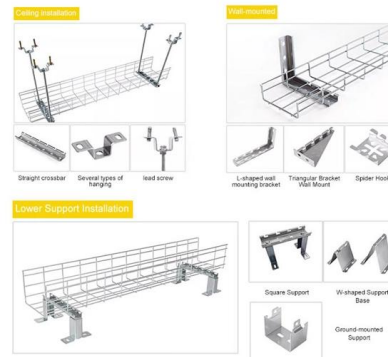 Ceiling Installation
Wall-mounted
Straight crossbar
Several types of
hanging
lead screw
L-shaped wall
mounting bracket
Triangular Bracket
Wall Mount
Spider Hook
Lower Support Installation
Square Support
W-shaped Support
Base
Ground-mounted
Support